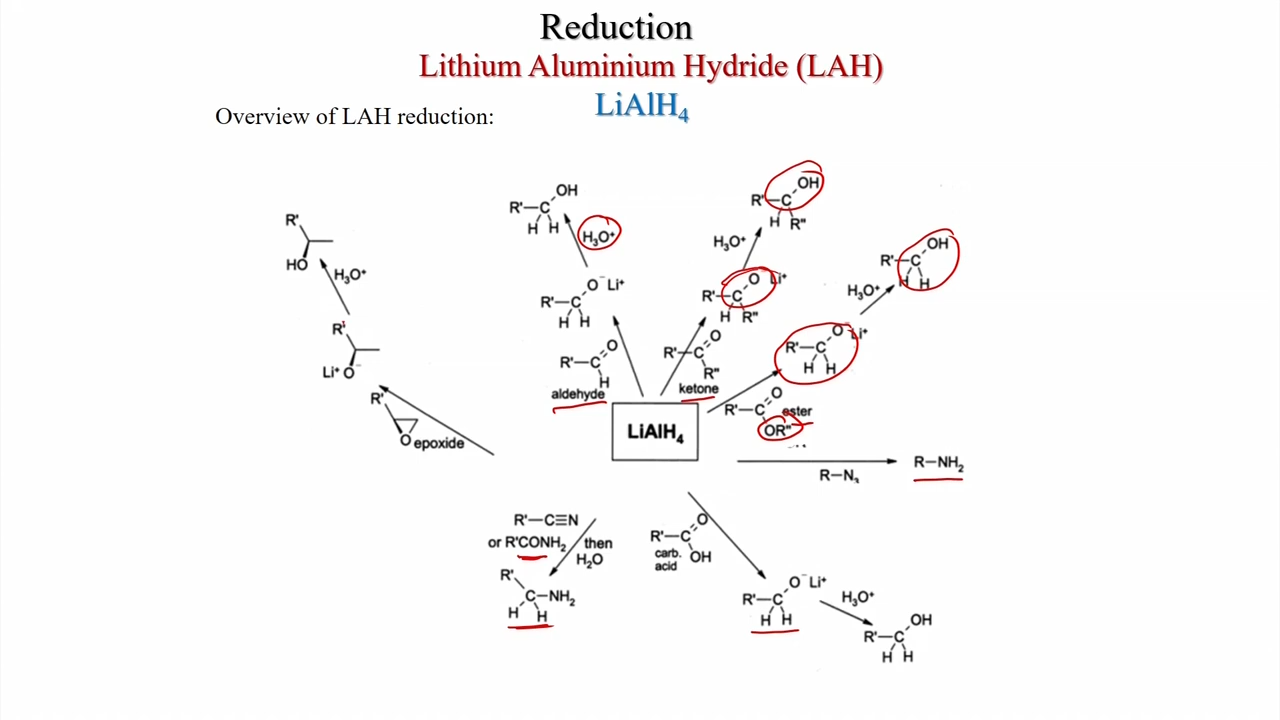 Reduction
Lithium Aluminium Hydride (LAH)
LiAlH₄
Overview of LAH reduction:
R' HO
H₃O⁺
R' Li⁺ O⁻
R' O epoxide
R'—C OH H H
H₃O⁺
R'—C O⁻ Li⁺ H H
R'—C O H
aldehyde
R'—C OH H R"
H₃O⁺
R'—C O⁻ Li⁺ H R"
R'—C O R"
ketone
R'—C OH H H
H₃O⁺
R'—C O⁻ Li⁺ H H
R'—C O OR"
ester
LiAlH₄
R—N₃
R—NH₂
R'—C≡N
or R'CONH₂
then
H₂O
R' C—NH₂ H H
R'—C O OH
carb.
acid
R'—C O⁻ Li⁺ H H
H₃O⁺
R'—C OH H H